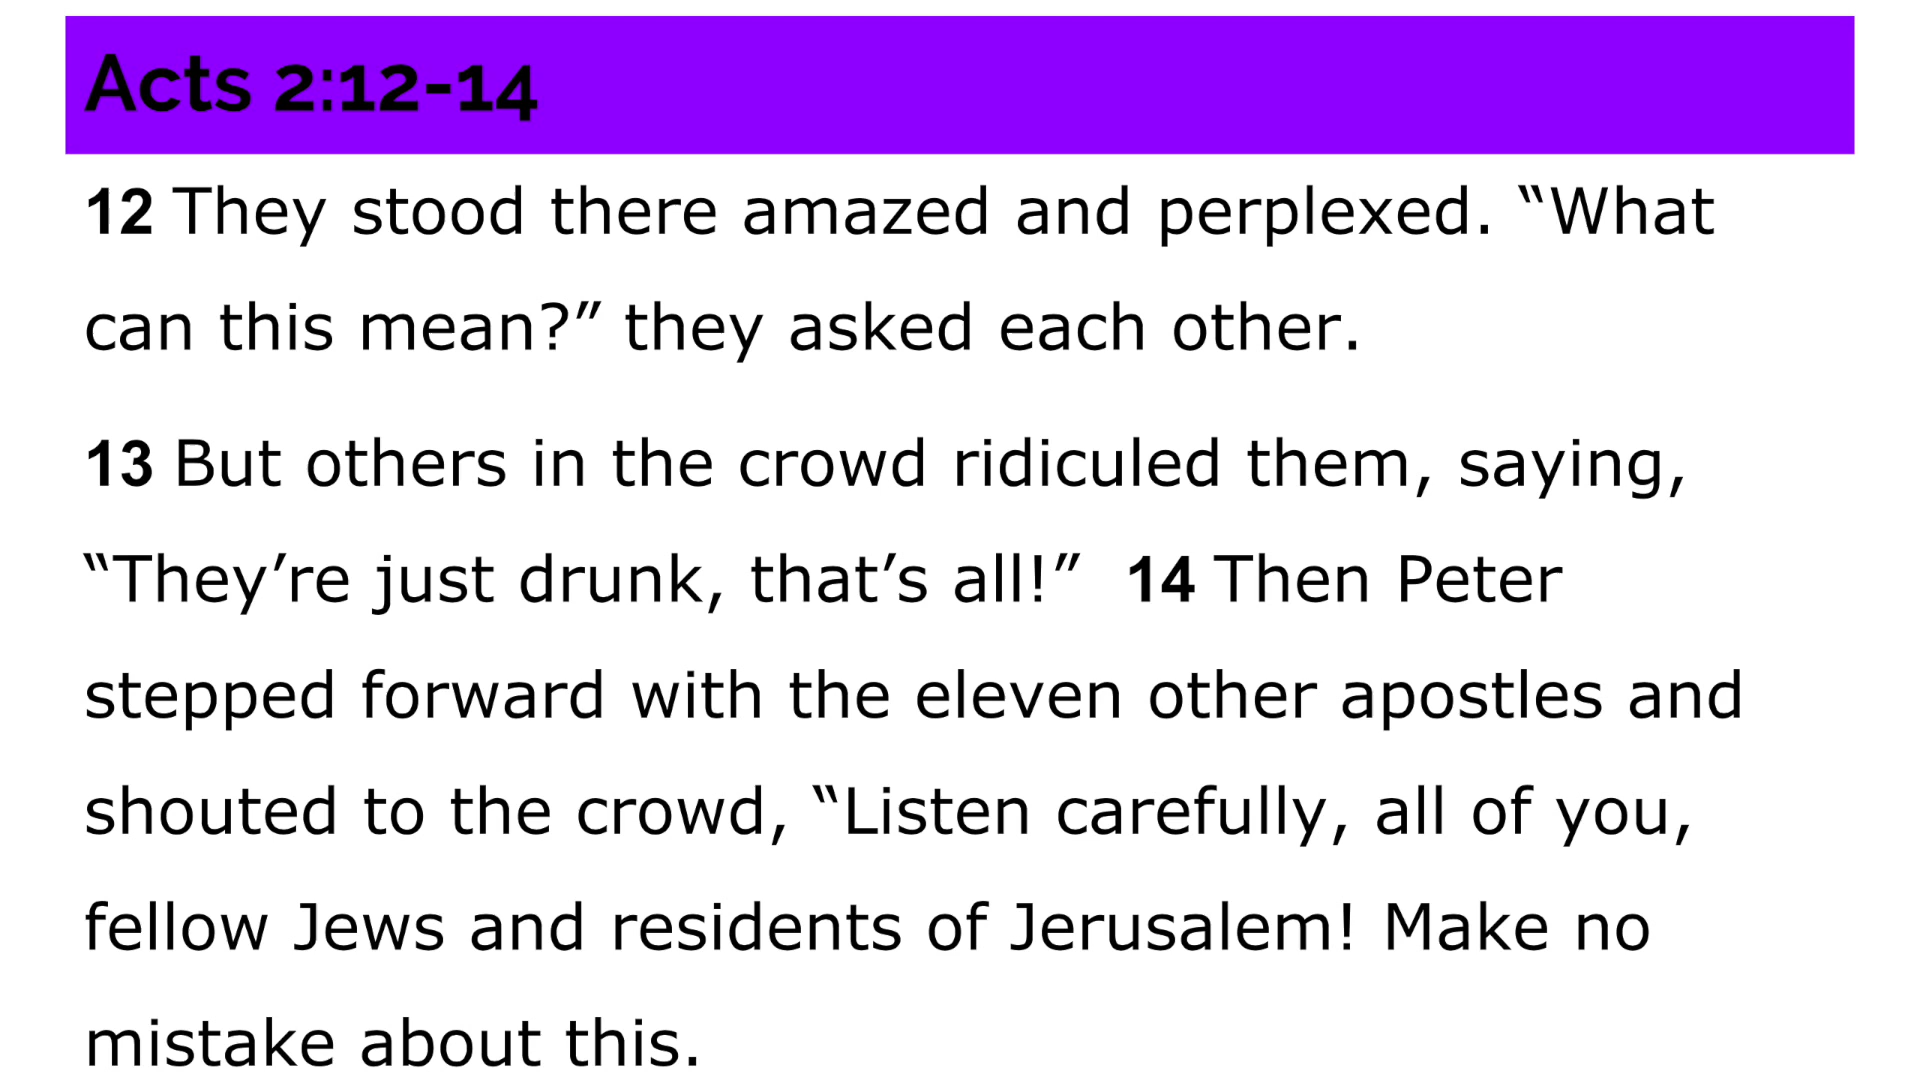 Acts 2:12-14
12 They stood there amazed and perplexed. “What
can this mean?” they asked each other.
13 But others in the crowd ridiculed them, saying,
“They’re just drunk, that’s all!” 14 Then Peter
stepped forward with the eleven other apostles and
shouted to the crowd, “Listen carefully, all of you,
fellow Jews and residents of Jerusalem! Make no
mistake about this.